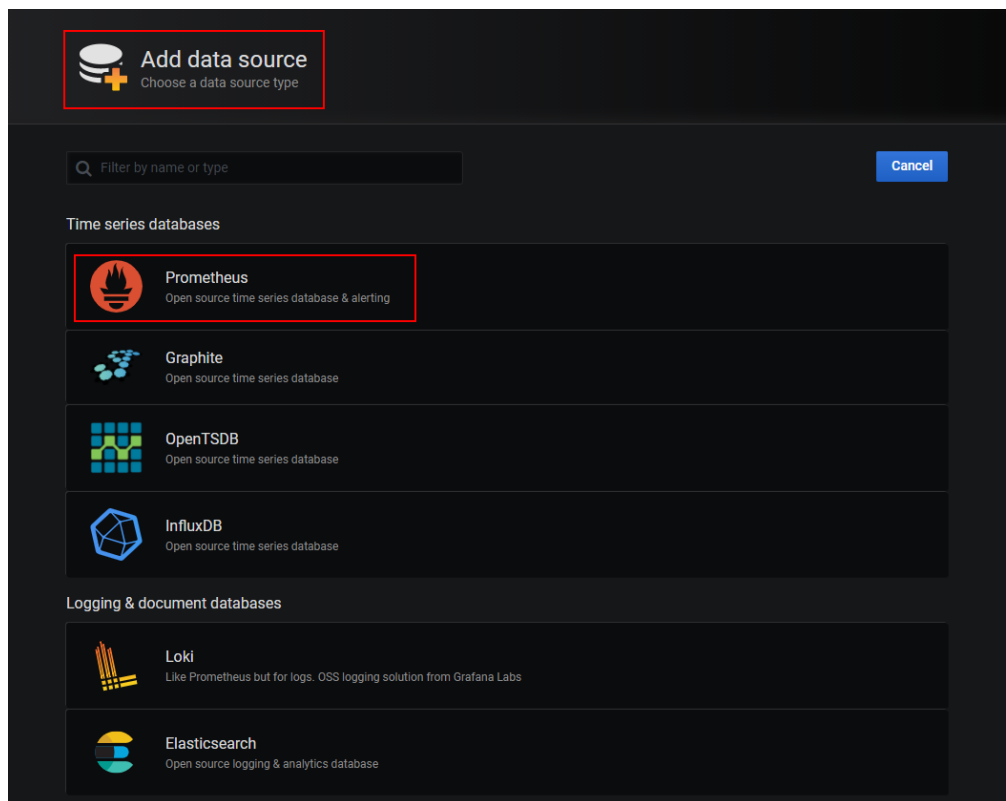 Add data source
Choose a data source type
Filter by name or type
Cancel
Time series databases
Prometheus
Open source time series database & alerting
Graphite
Open source time series database
OpenTSDB
Open source time series database
InfluxDB
Open source time series database
Logging & document databases
Loki
Like Prometheus but for logs. OSS logging solution from Grafana Labs
Elasticsearch
Open source logging & analytics database